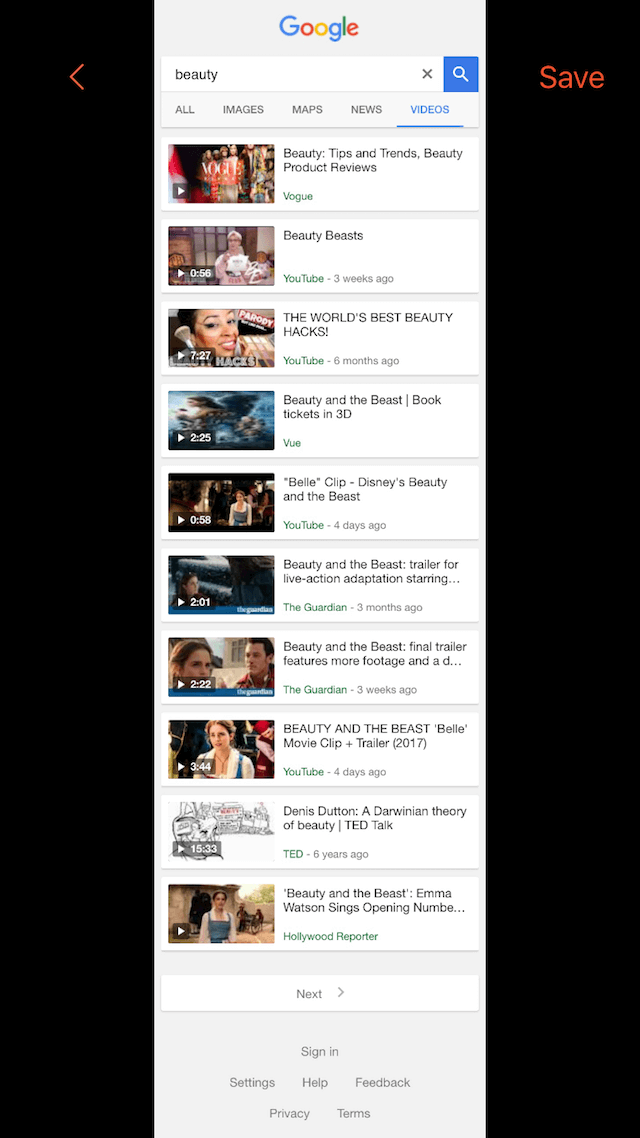 Google
beauty
Save
ALL IMAGES MAPS NEWS VIDEOS
VOGUE
Beauty: Tips and Trends, Beauty
Product Reviews
Vogue
0:56
Beauty Beasts
YouTube - 3 weeks ago
PARODY
7:27
HACKS
THE WORLD'S BEST BEAUTY
HACKS!
YouTube - 6 months ago
2:25
Beauty and the Beast | Book
tickets in 3D
Vue
0:58
"Belle" Clip - Disney's Beauty
and the Beast
YouTube - 4 days ago
2:01
theguardian
Beauty and the Beast: trailer for
live-action adaptation starring...
The Guardian - 3 months ago
2:22
theguardian
Beauty and the Beast: final trailer
features more footage and a d...
The Guardian - 3 weeks ago
3:44
BEAUTY AND THE BEAST 'Belle'
Movie Clip + Trailer (2017)
YouTube - 4 days ago
15:33
Denis Dutton: A Darwinian theory
of beauty | TED Talk
TED - 6 years ago
'Beauty and the Beast': Emma
Watson Sings Opening Numbe...
Hollywood Reporter
Next
Sign in
Settings Help Feedback
Privacy Terms